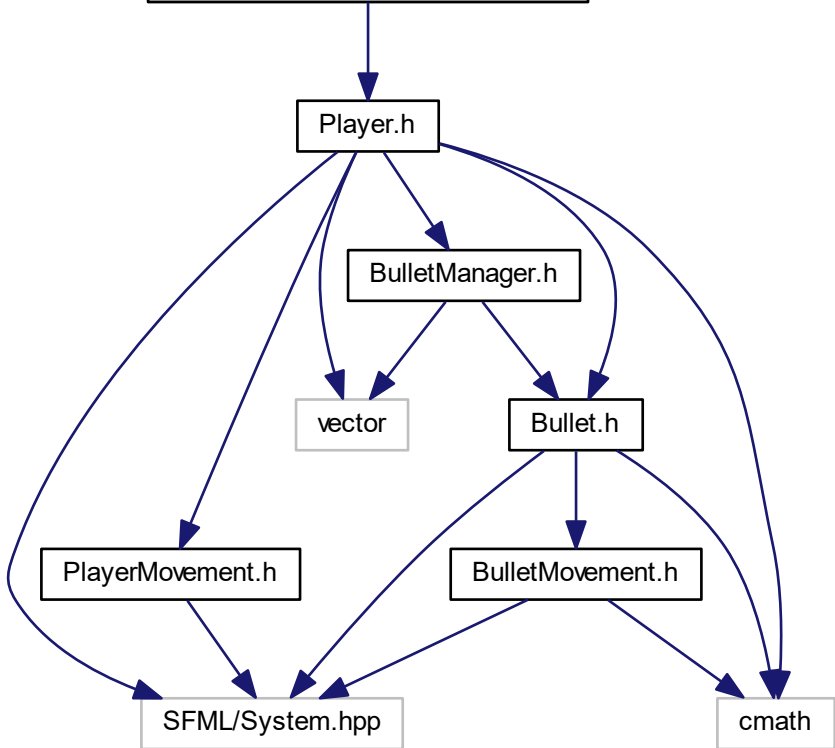 Player.h
BulletManager.h
vector
Bullet.h
PlayerMovement.h
BulletMovement.h
SFML/System.hpp
cmath